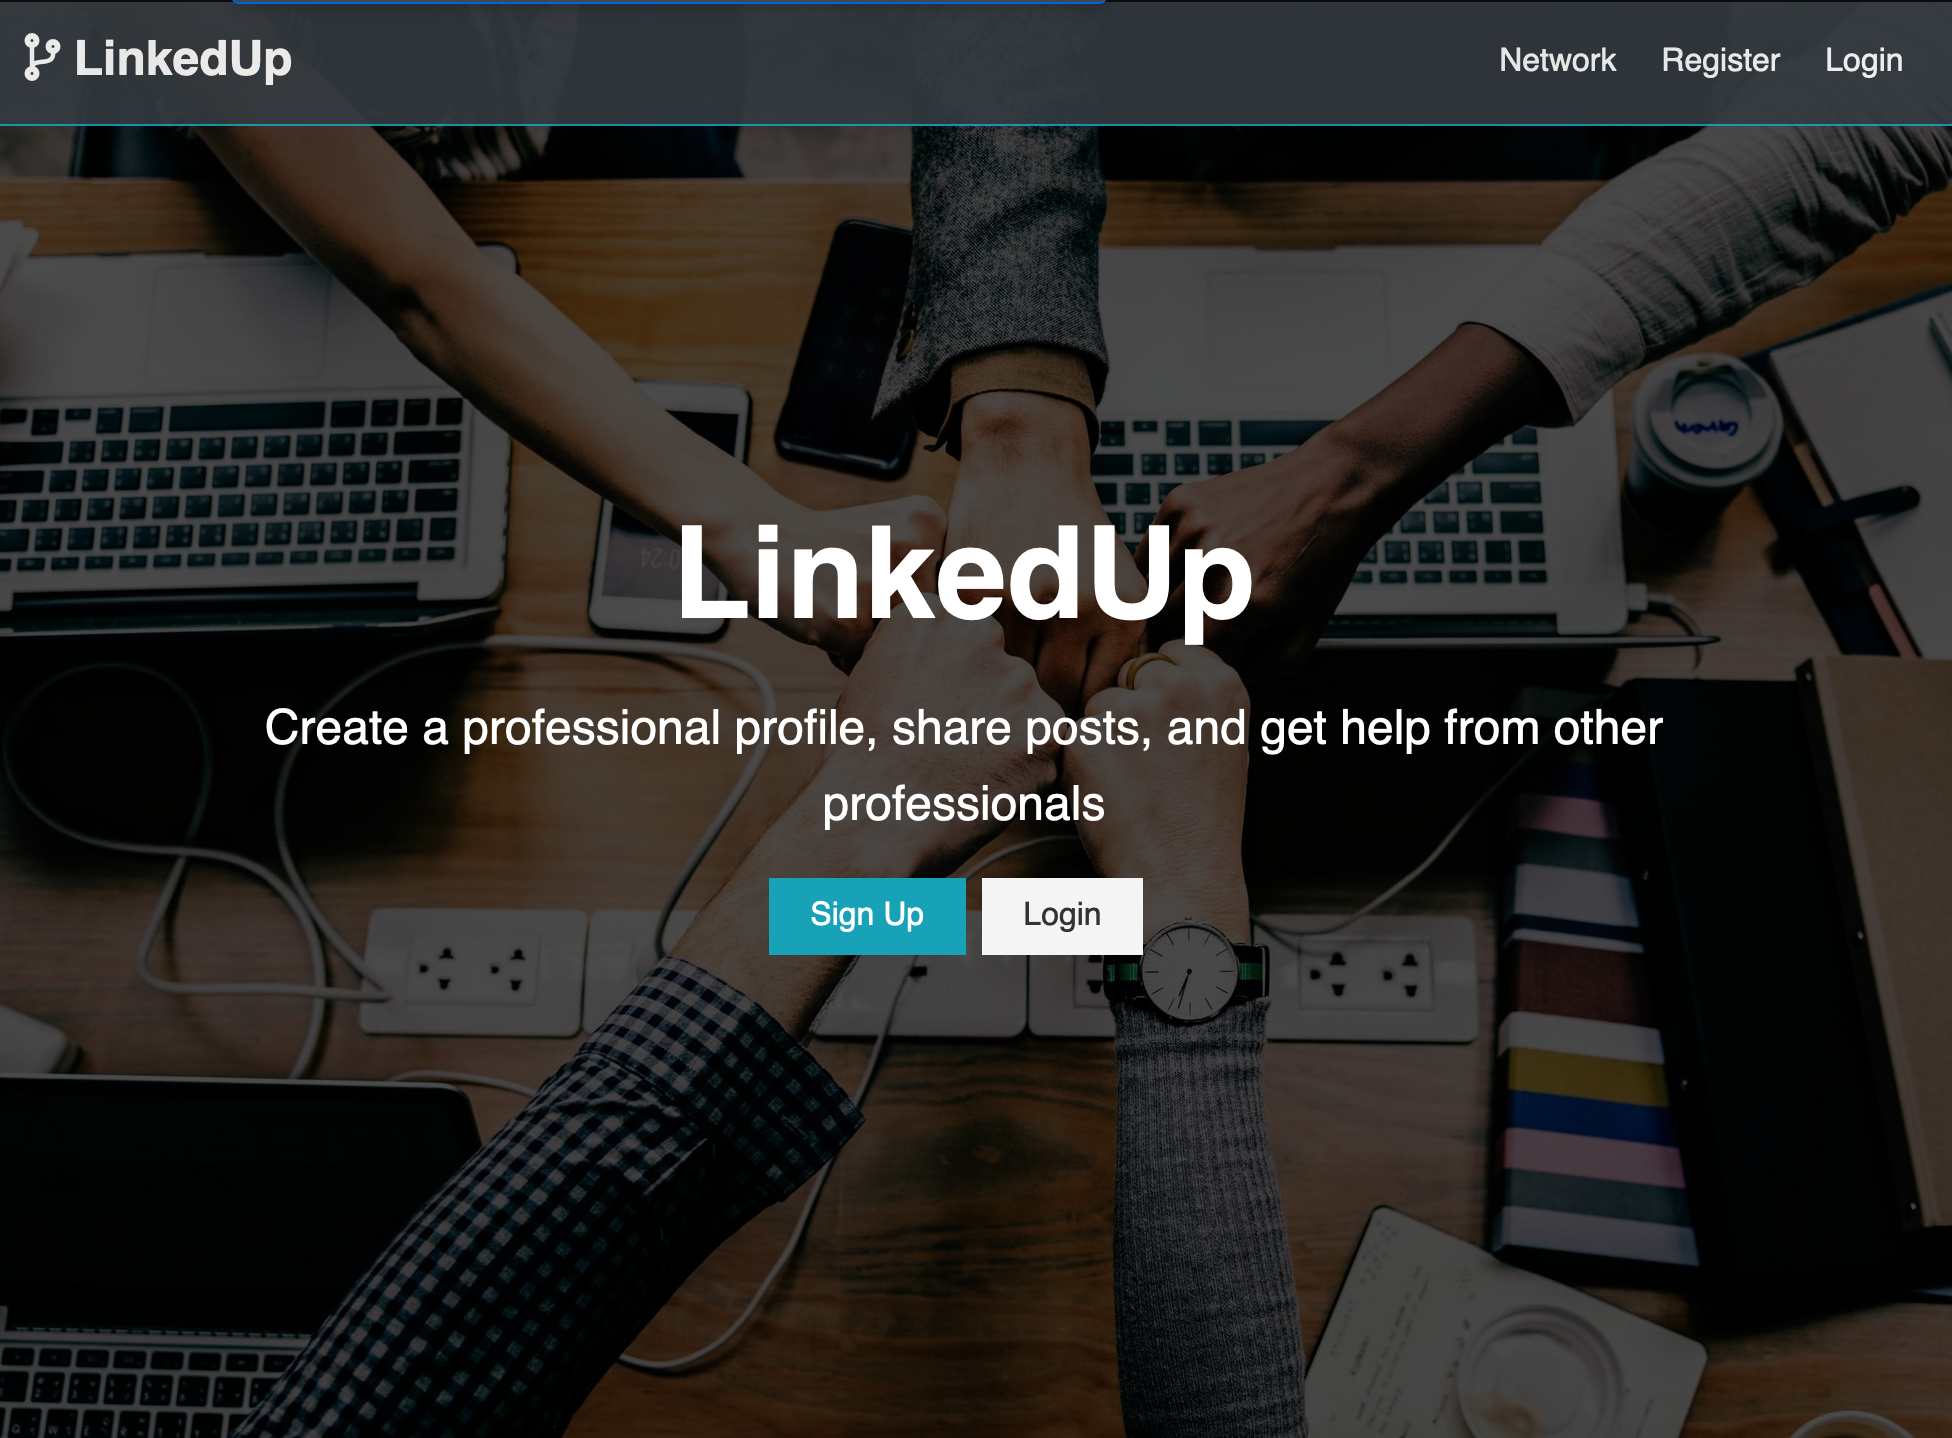 LinkedUp
Network Register Login
LinkedUp
Create a professional profile, share posts, and get help from other
professionals
Sign Up Login